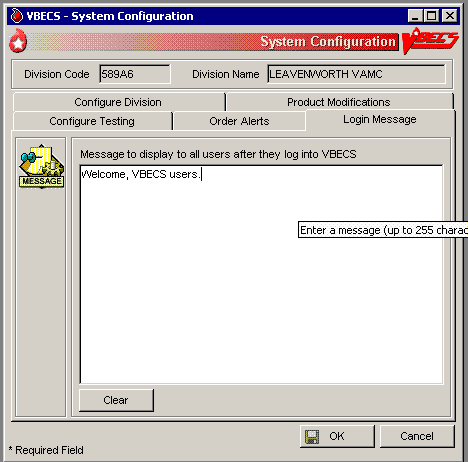 VBECS - System Configuration
System Configuration VBECS
Division Code 589A6 Division Name LEAVENWORTH VAMC
Configure Division Product Modifications
Configure Testing Order Alerts Login Message
Message to display to all users after they log into VBECS
MESSAGE
Welcome, VBECS users.
Enter a message (up to 255 charac
Clear
OK Cancel
* Required Field